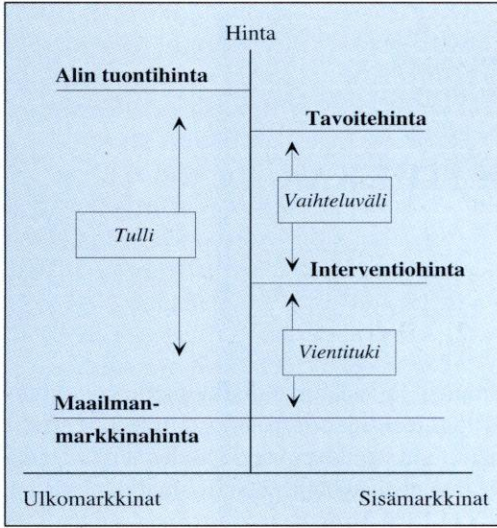 Hinta
Alin tuontihinta
Tavoitehinta
Vaihteluväli
Tulli
Interventiohinta
Vientituki
Maailman-
markkinahinta
Ulkomarkkinat
Sisämarkkinat